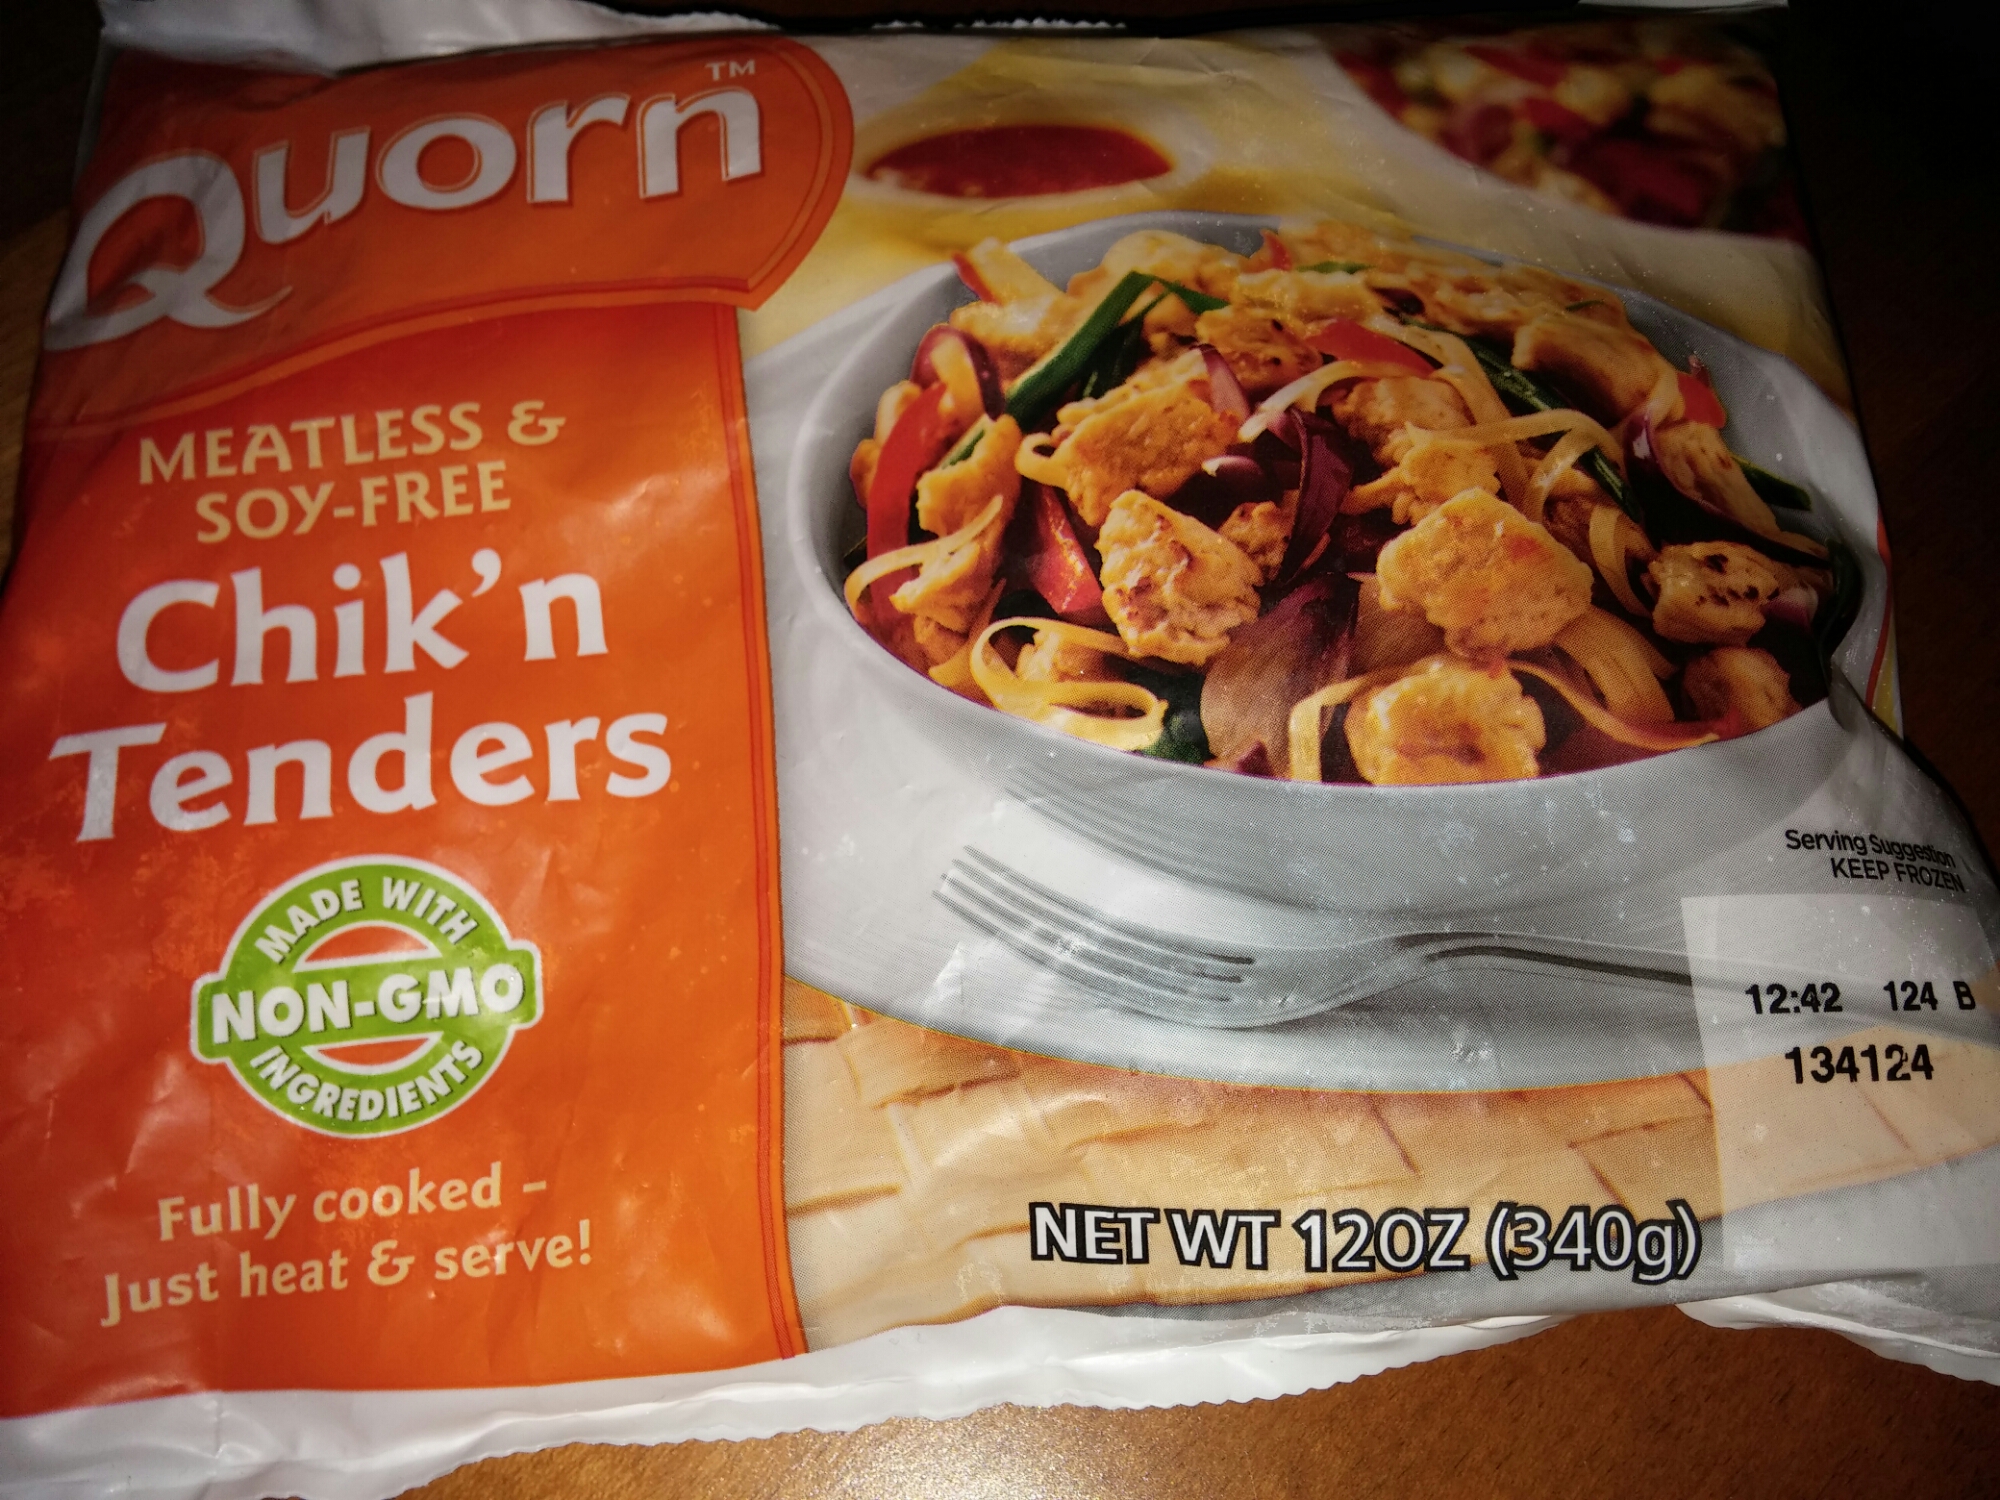 Quorn™
MEATLESS &
SOY-FREE
Chik'n
Tenders
MADE WITH
NON-GMO
INGREDIENTS
Fully cooked –
Just heat & serve!
Serving Suggestion
KEEP FROZEN
12:42 124 B
134124
NET WT 12OZ (340g)